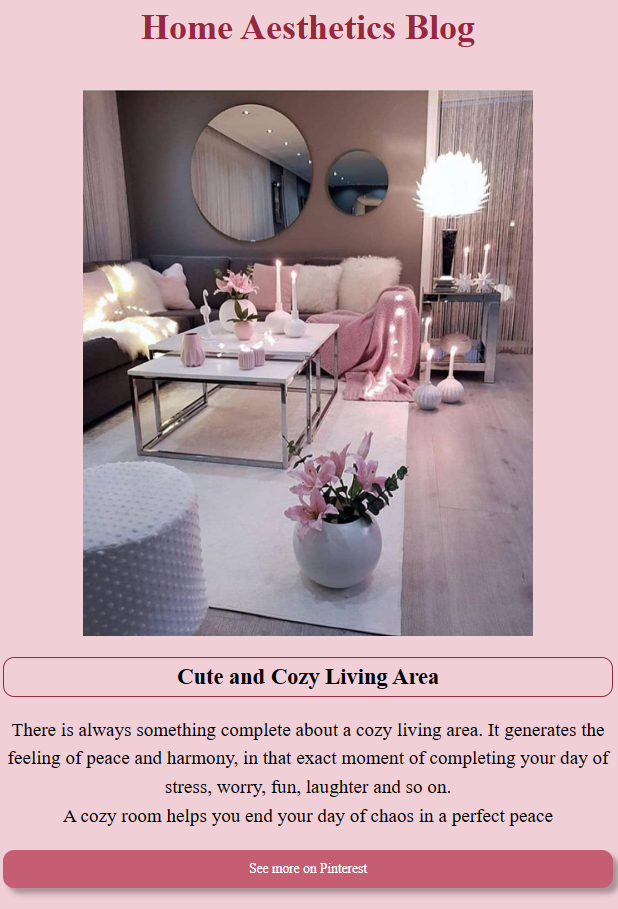 Home Aesthetics Blog
Cute and Cozy Living Area
There is always something complete about a cozy living area. It generates the
feeling of peace and harmony, in that exact moment of completing your day of
stress, worry, fun, laughter and so on.
A cozy room helps you end your day of chaos in a perfect peace
See more on Pinterest